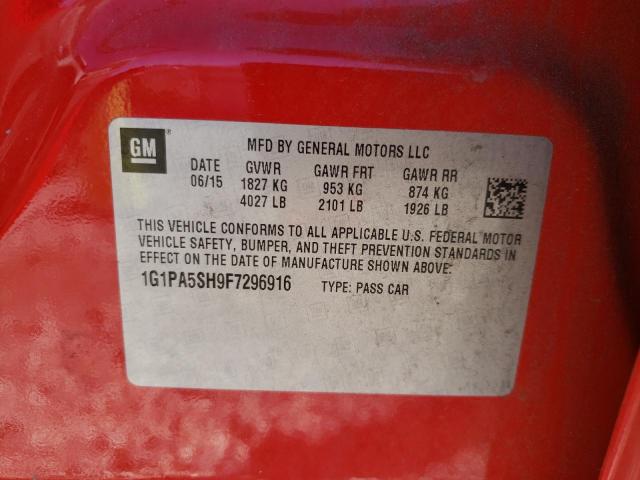 GM ®
MFD BY GENERAL MOTORS LLC
DATE GVWR GAWR FRT GAWR RR
06/15 1827 KG 953 KG 874 KG
4027 LB 2101 LB 1926 LB
THIS VEHICLE CONFORMS TO ALL APPLICABLE U.S. FEDERAL MOTOR
VEHICLE SAFETY, BUMPER, AND THEFT PREVENTION STANDARDS IN
EFFECT ON THE DATE OF MANUFACTURE SHOWN ABOVE.
1G1PA5SH9F7296916 TYPE: PASS CAR